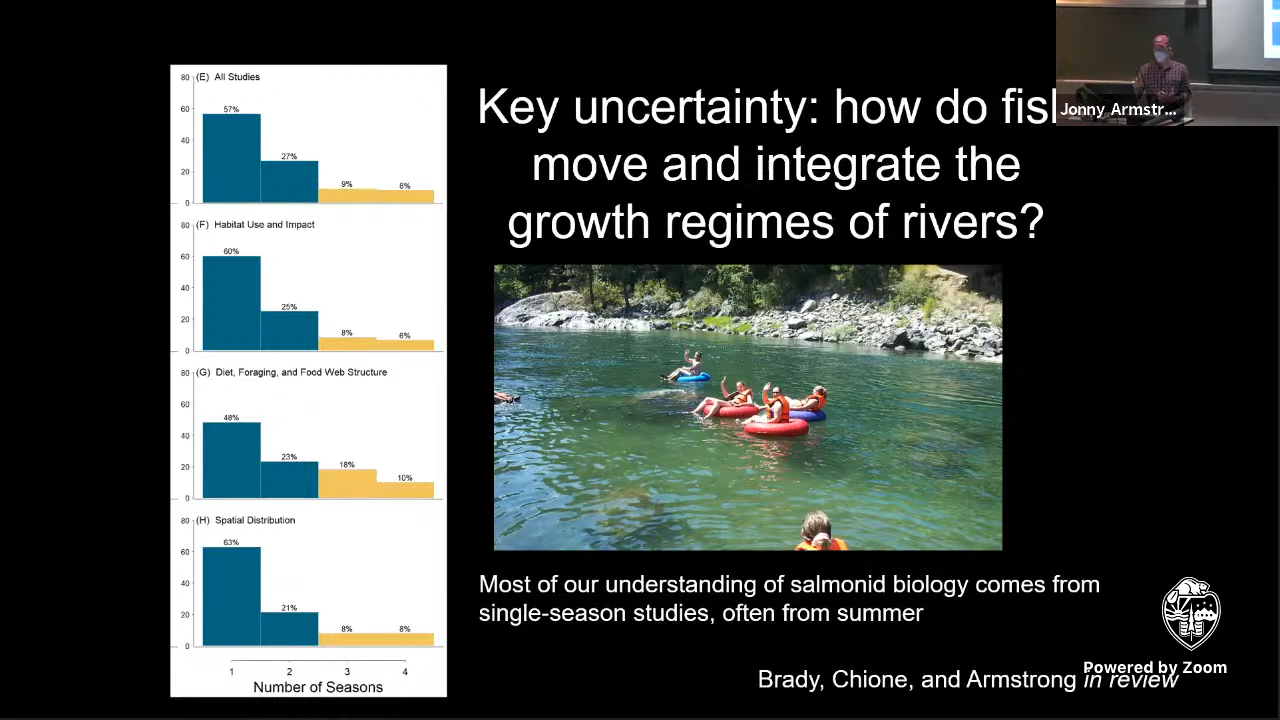 80
(E) All Studies
57%
60
40
27%
20
9%
8%
0
80
(F) Habitat Use and Impact
60%
60
40
25%
20
8%
6%
0
80
(G) Diet, Foraging, and Food Web Structure
60
48%
40
23%
18%
20
10%
0
80
(H) Spatial Distribution
63%
60
40
21%
20
8%
8%
0
1 2 3 4
Number of Seasons
Key uncertainty: how do fis
move and integrate the
growth regimes of rivers?
Jonny Armstr...
Most of our understanding of salmonid biology comes from
single-season studies, often from summer
Powered by Zoom
Brady, Chione, and Armstrong in review